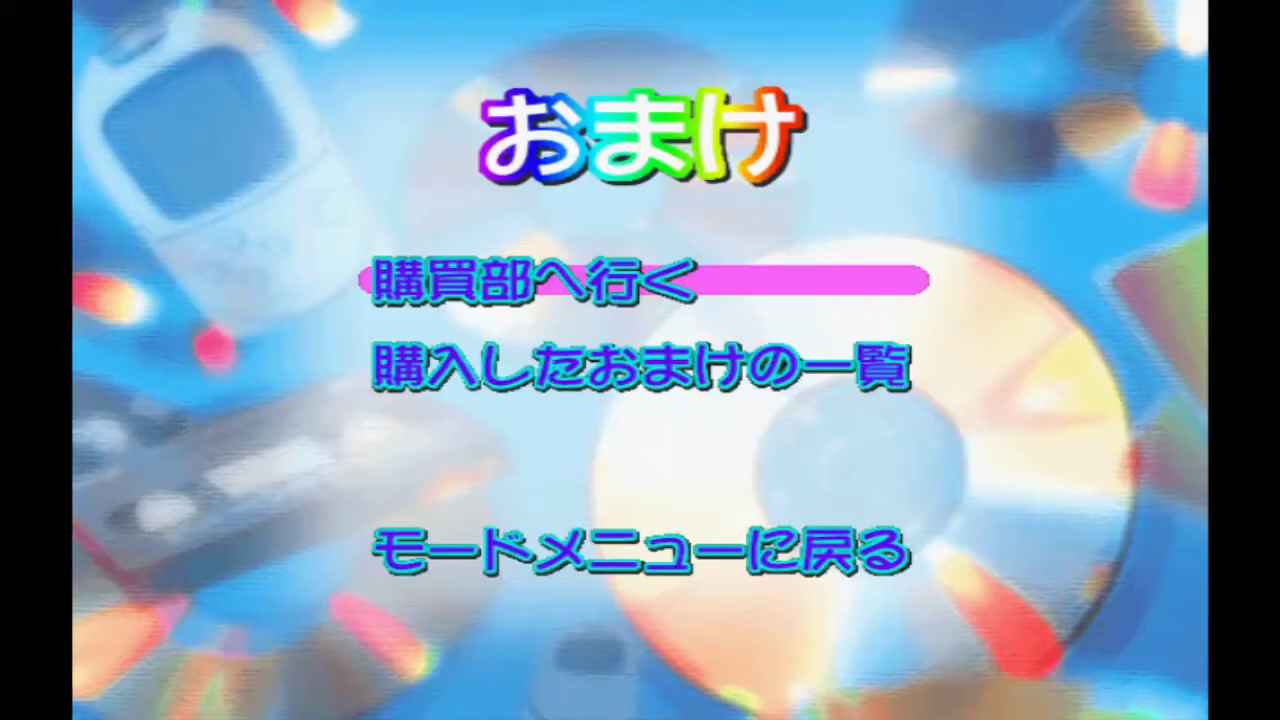 おまけ
購買部へ行く
購入したおまけの一覧
モードメニューに戻る